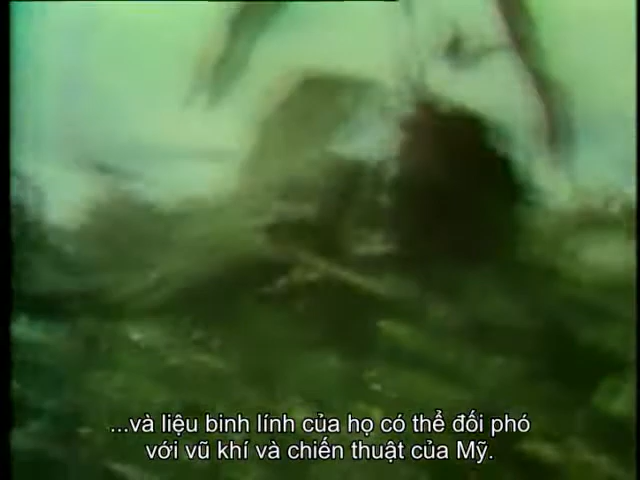 ...và liệu binh lính của họ có thể đối phó
với vũ khí và chiến thuật của Mỹ.